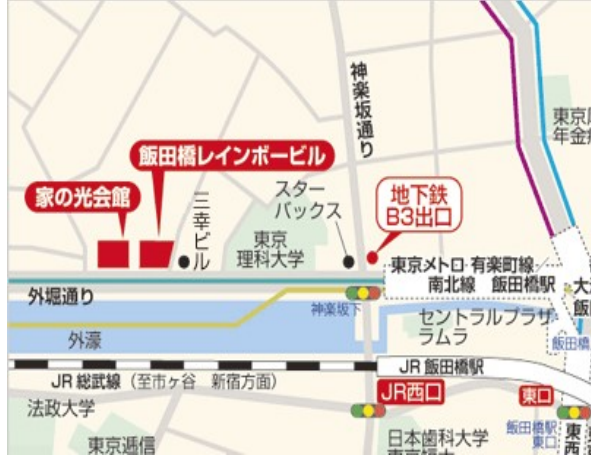 神楽坂通り
東京
年金
飯田橋レインボービル
家の光会館
三幸ビル
スター
バックス
地下鉄
B3出口
東京
理科大学
東京メトロ 有楽町線
南北線 飯田橋駅
外堀通り
神楽坂下
セントラルプラザ
ラムラ
飯田橋
外濠
JR 飯田橋駅
JR 総武線(至市ヶ谷 新宿方面)
JR西口
東口
法政大学
飯田橋駅
東口
東西
東京逓信
日本歯科大学